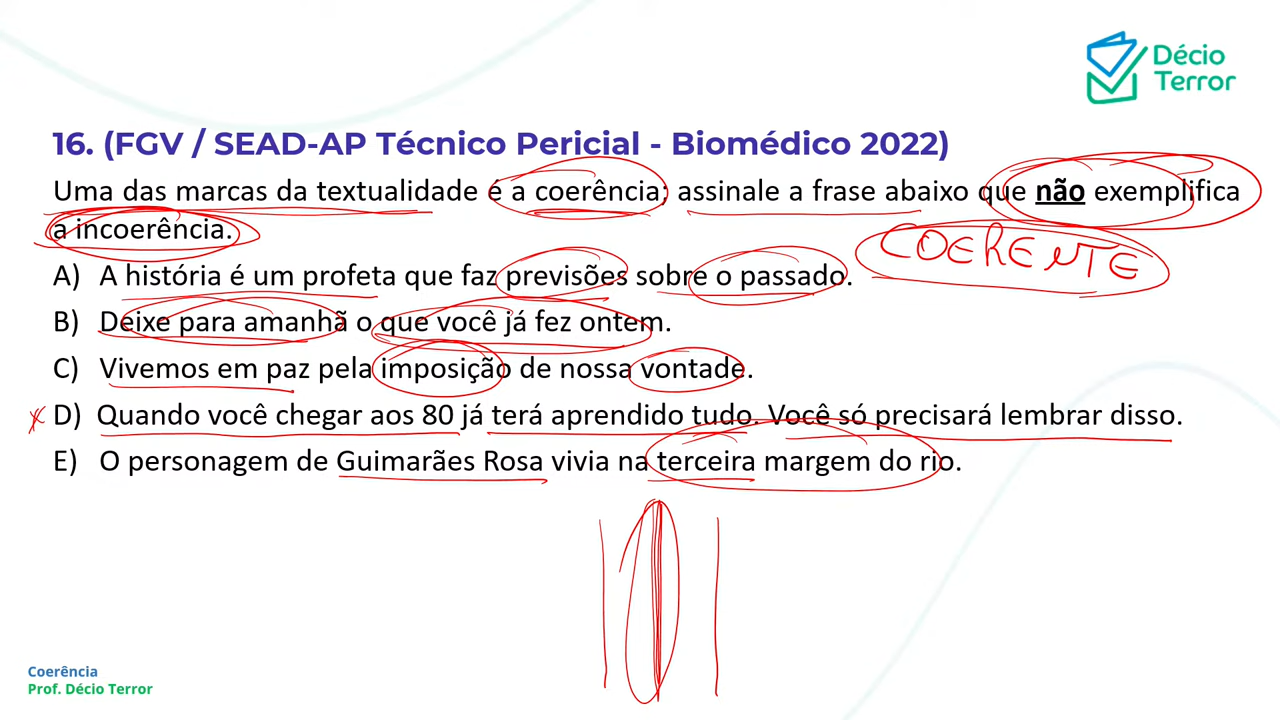 Décio
Terror
16. (FGV / SEAD-AP Técnico Pericial - Biomédico 2022)
Uma das marcas da textualidade é a coerência; assinale a frase abaixo que não exemplifica
a incoerência.
COERENTE
A) A história é um profeta que faz previsões sobre o passado.
B) Deixe para amanhã o que você já fez ontem.
C) Vivemos em paz pela imposição de nossa vontade.
D) Quando você chegar aos 80 já terá aprendido tudo. Você só precisará lembrar disso.
E) O personagem de Guimarães Rosa vivia na terceira margem do rio.
Coerência
Prof. Décio Terror